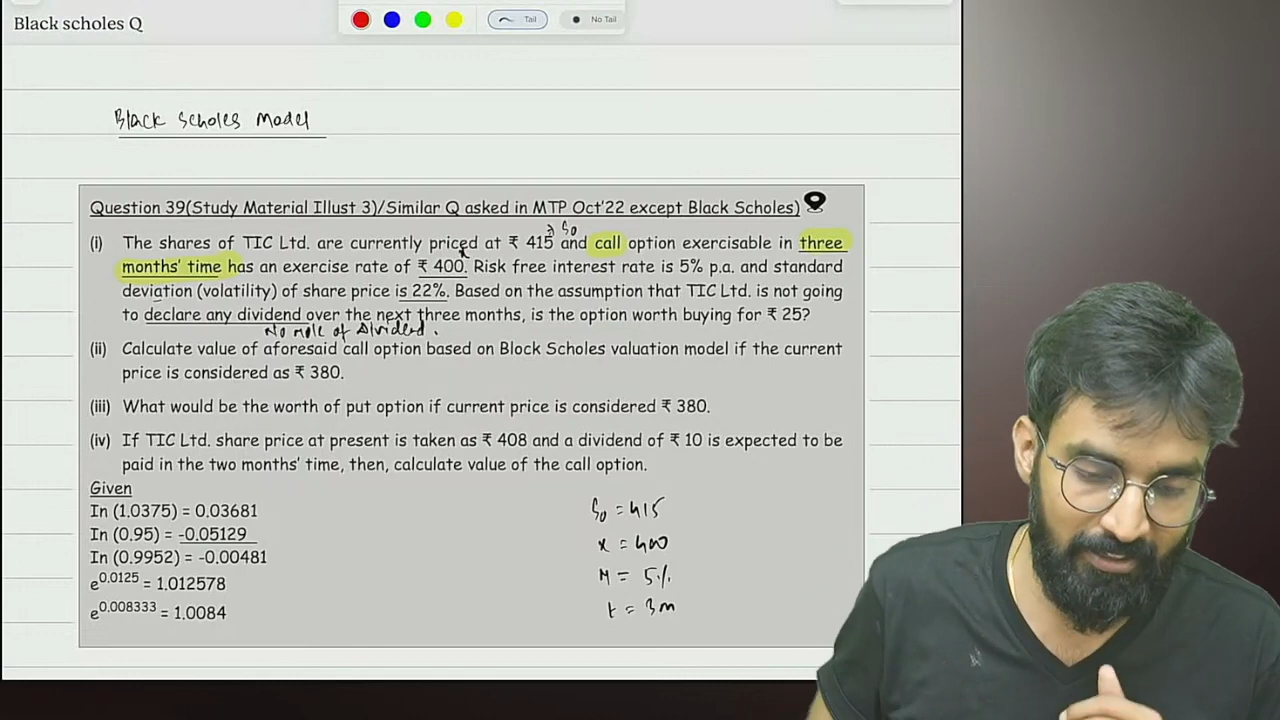 Black scholes Q
Tail
No Tail
Black Scholes Model
Question 39(Study Material Illust 3)/Similar Q asked in MTP Oct'22 except Black Scholes)
(i) The shares of TIC Ltd. are currently priced at ₹ 415 and call option exercisable in three
months' time has an exercise rate of ₹ 400. Risk free interest rate is 5% p.a. and standard
deviation (volatility) of share price is 22%. Based on the assumption that TIC Ltd. is not going
to declare any dividend over the next three months, is the option worth buying for ₹ 25?
No role of Dividend.
(ii) Calculate value of aforesaid call option based on Block Scholes valuation model if the current
price is considered as ₹ 380.
(iii) What would be the worth of put option if current price is considered ₹ 380.
(iv) If TIC Ltd. share price at present is taken as ₹ 408 and a dividend of ₹ 10 is expected to be
paid in the two months' time, then, calculate value of the call option.
Given
In (1.0375) = 0.03681
In (0.95) = -0.05129
In (0.9952) = -0.00481
e^0.0125 = 1.012578
e^0.008333 = 1.0084
S0 = 415
x = 400
r = 5%
t = 3m